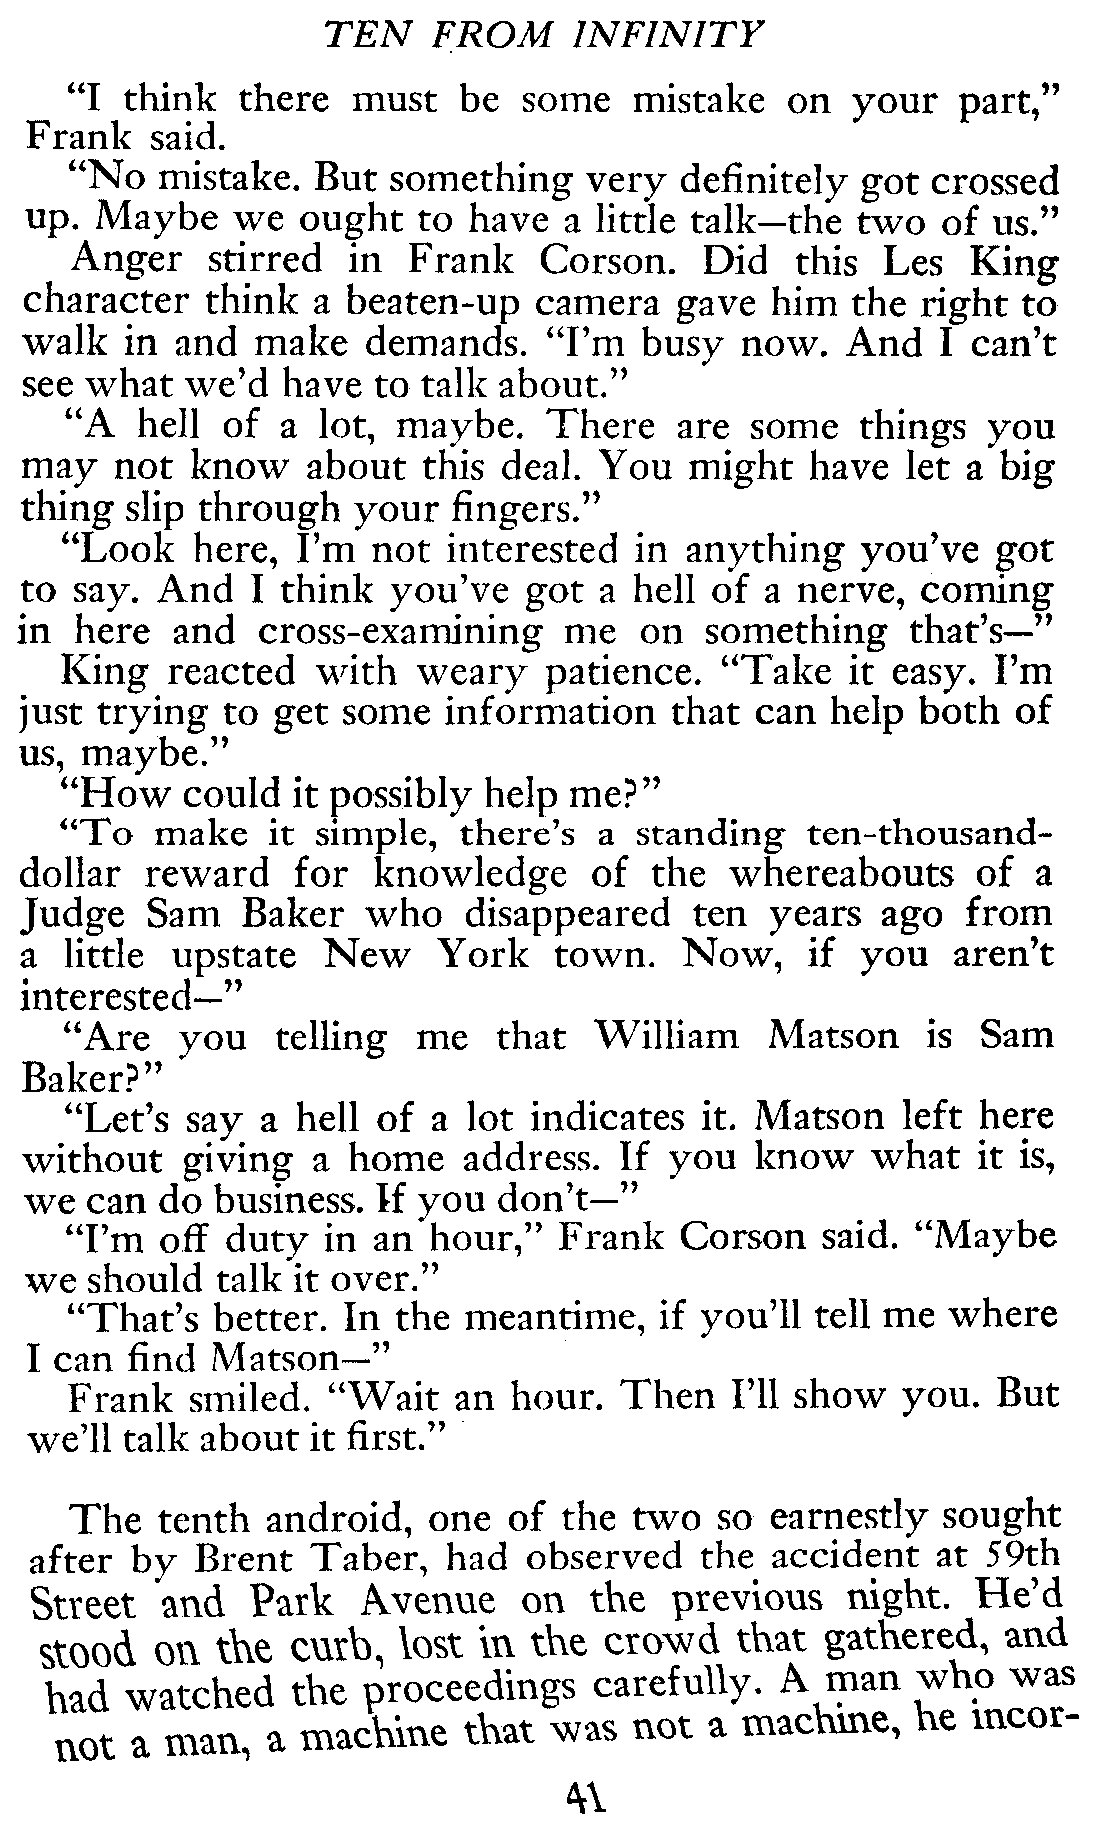 TEN FROM INFINITY
“I think there must be some mistake on your part,”
Frank said.
“No mistake. But something very definitely got crossed
up. Maybe we ought to have a little talk—the two of us.”
Anger stirred in Frank Corson. Did this Les King
character think a beaten-up camera gave him the right to
walk in and make demands. “I’m busy now. And I can’t
see what we’d have to talk about.”
“A hell of a lot, maybe. There are some things you
may not know about this deal. You might have let a big
thing slip through your fingers.”
“Look here, I’m not interested in anything you’ve got
to say. And I think you’ve got a hell of a nerve, coming
in here and cross-examining me on something that’s—”
King reacted with weary patience. “Take it easy. I’m
just trying to get some information that can help both of
us, maybe.”
“How could it possibly help me?”
“To make it simple, there’s a standing ten-thousand-
dollar reward for knowledge of the whereabouts of a
Judge Sam Baker who disappeared ten years ago from
a little upstate New York town. Now, if you aren’t
interested—”
“Are you telling me that William Matson is Sam
Baker?”
“Let’s say a hell of a lot indicates it. Matson left here
without giving a home address. If you know what it is,
we can do business. If you don’t—”
“I’m off duty in an hour,” Frank Corson said. “Maybe
we should talk it over.”
“That’s better. In the meantime, if you’ll tell me where
I can find Matson—”
Frank smiled. “Wait an hour. Then I’ll show you. But
we’ll talk about it first.”
The tenth android, one of the two so earnestly sought
after by Brent Taber, had observed the accident at 59th
Street and Park Avenue on the previous night. He’d
stood on the curb, lost in the crowd that gathered, and
had watched the proceedings carefully. A man who was
not a man, a machine that was not a machine, he incor-
41